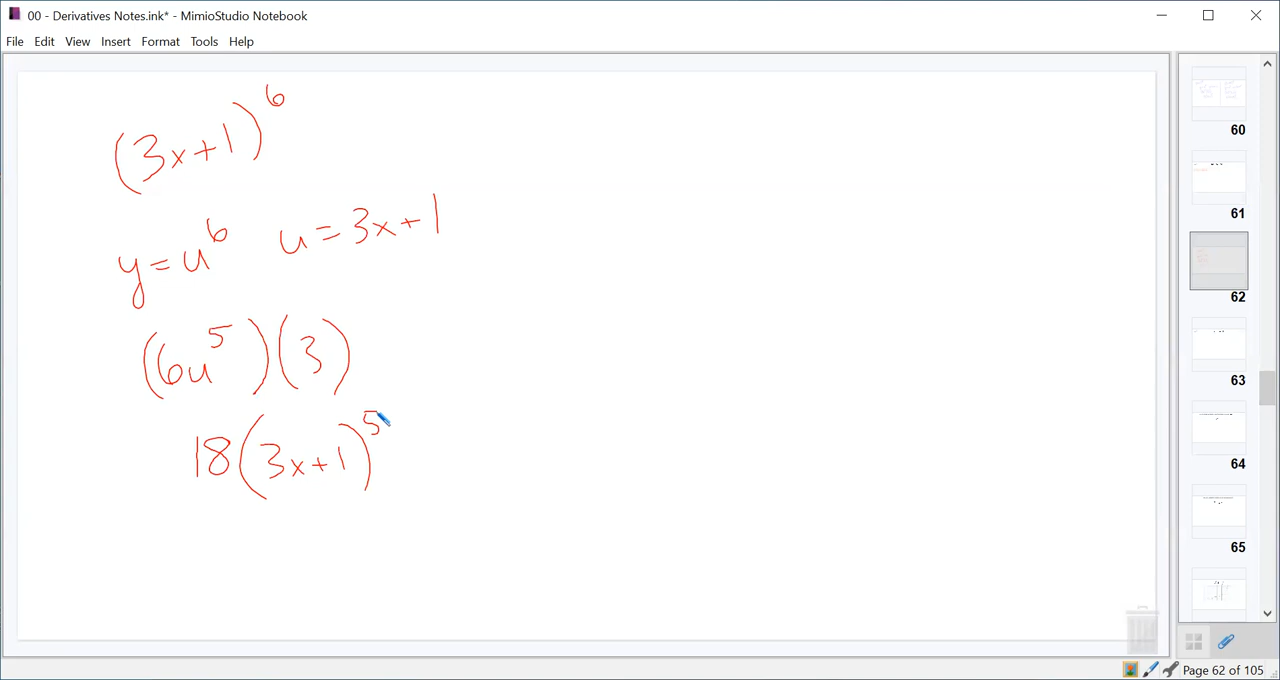 00 - Derivatives Notes.ink* - MimioStudio Notebook
File Edit View Insert Format Tools Help
(3x+1)^6
y=u^6 u=3x+1
(6u^5)(3)
18(3x+1)^5
60
61
62
63
64
65
Page 62 of 105